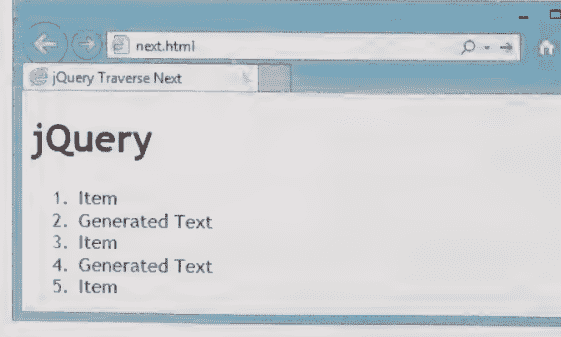 next.html
jQuery Traverse Next
jQuery
1. Item
2. Generated Text
3. Item
4. Generated Text
5. Item